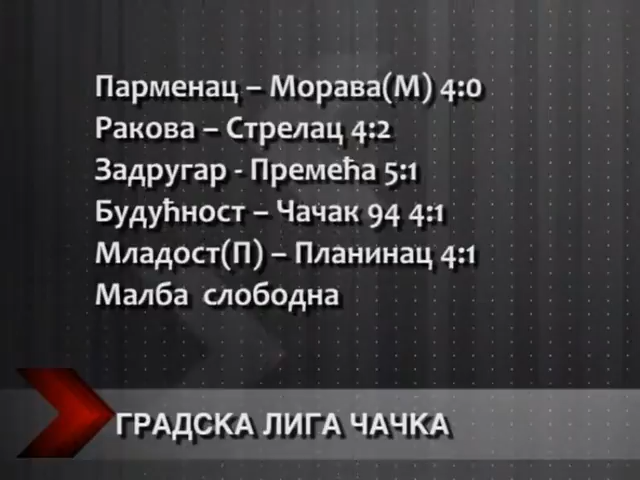 Парменац – Морава(М) 4:0
Ракова – Стрелац 4:2
Задругар - Премећа 5:1
Будућност – Чачак 94 4:1
Младост(П) – Планинац 4:1
Малба слободна
ГРАДСКА ЛИГА ЧАЧКА